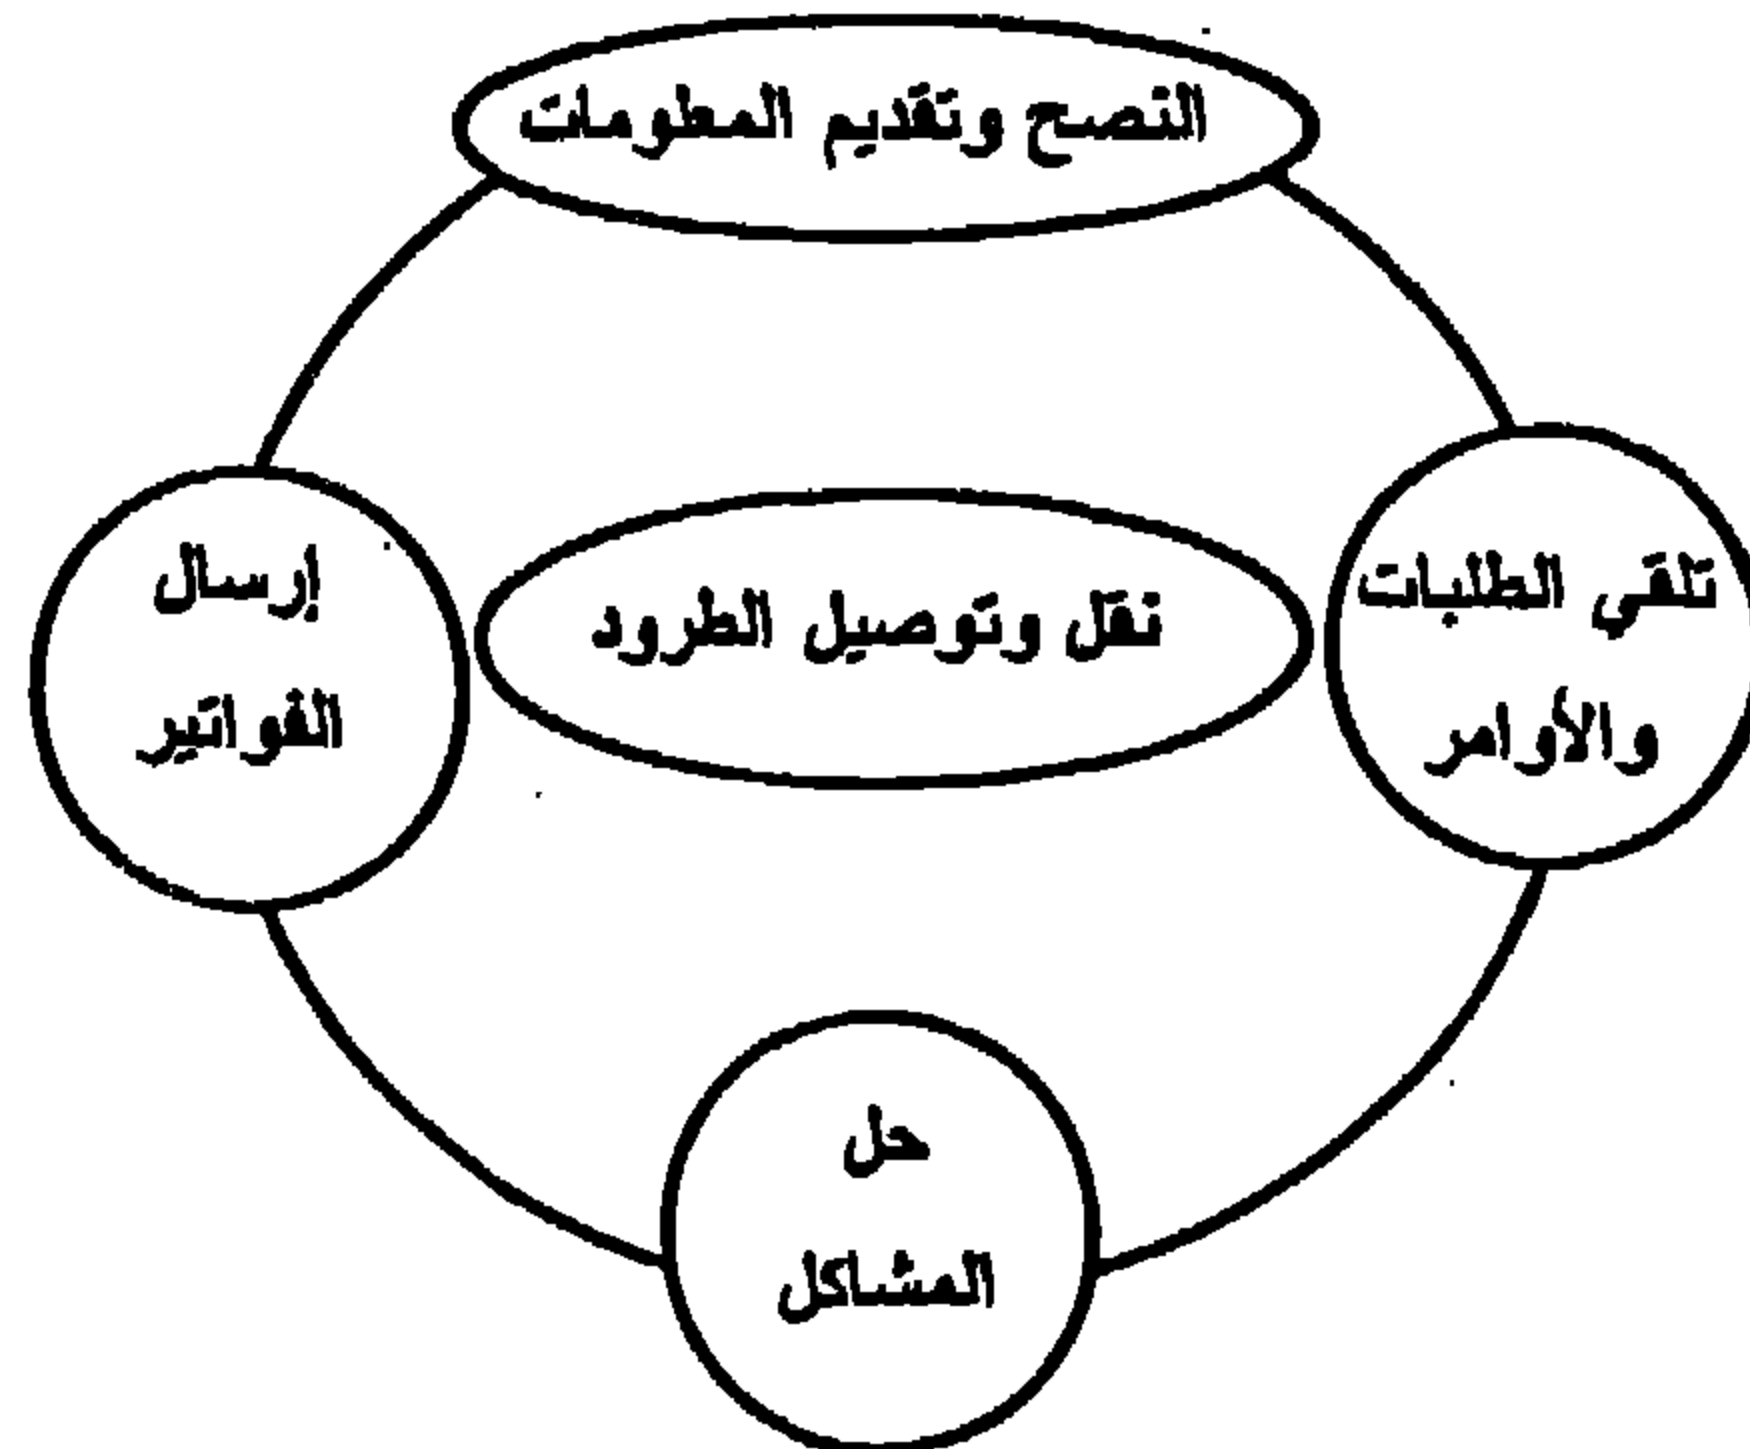 النصح وتقديم المعلومات
تلقي الطلبات
والأوامر
نقل وتوصيل الطرود
إرسال
الفواتير
حل
المشاكل